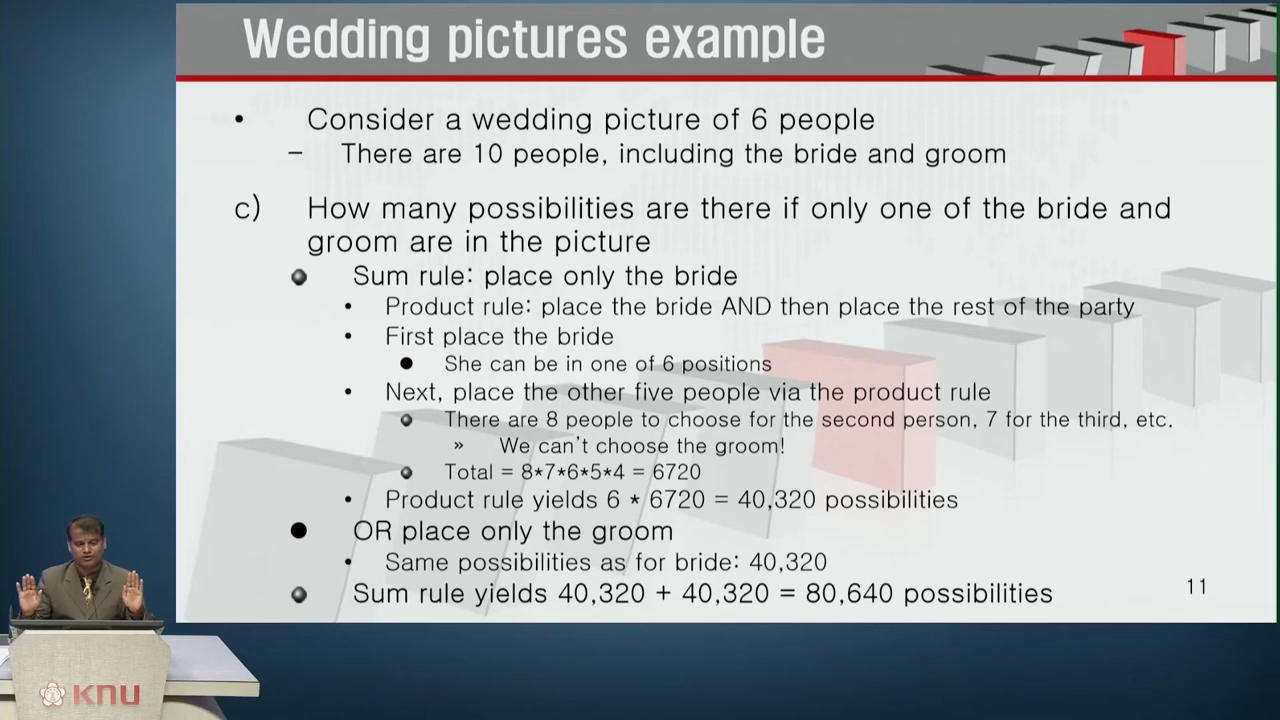 Wedding pictures example
• Consider a wedding picture of 6 people
– There are 10 people, including the bride and groom
c) How many possibilities are there if only one of the bride and
groom are in the picture
Sum rule: place only the bride
• Product rule: place the bride AND then place the rest of the party
• First place the bride
● She can be in one of 6 positions
• Next, place the other five people via the product rule
There are 8 people to choose for the second person, 7 for the third, etc.
» We can't choose the groom!
Total = 8*7*6*5*4 = 6720
• Product rule yields 6 * 6720 = 40,320 possibilities
● OR place only the groom
• Same possibilities as for bride: 40,320
Sum rule yields 40,320 + 40,320 = 80,640 possibilities
11
KNU